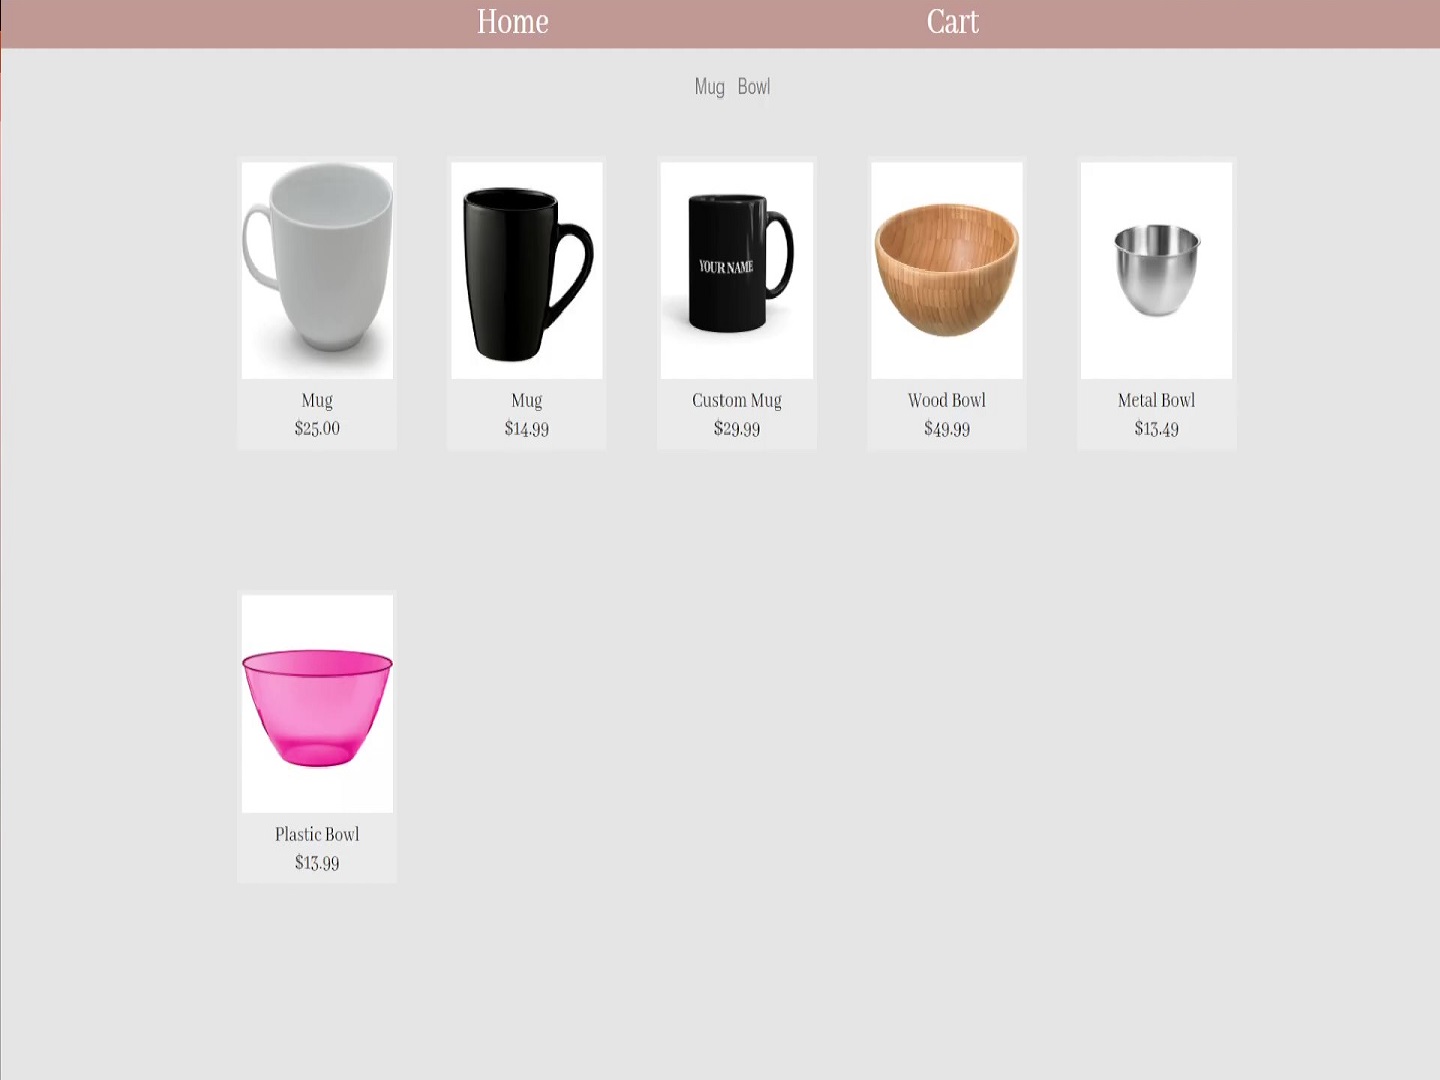 Home Cart
Mug Bowl
YOUR NAME
Mug
$25.00
Mug
$14.99
Custom Mug
$29.99
Wood Bowl
$49.99
Metal Bowl
$13.49
Plastic Bowl
$13.99